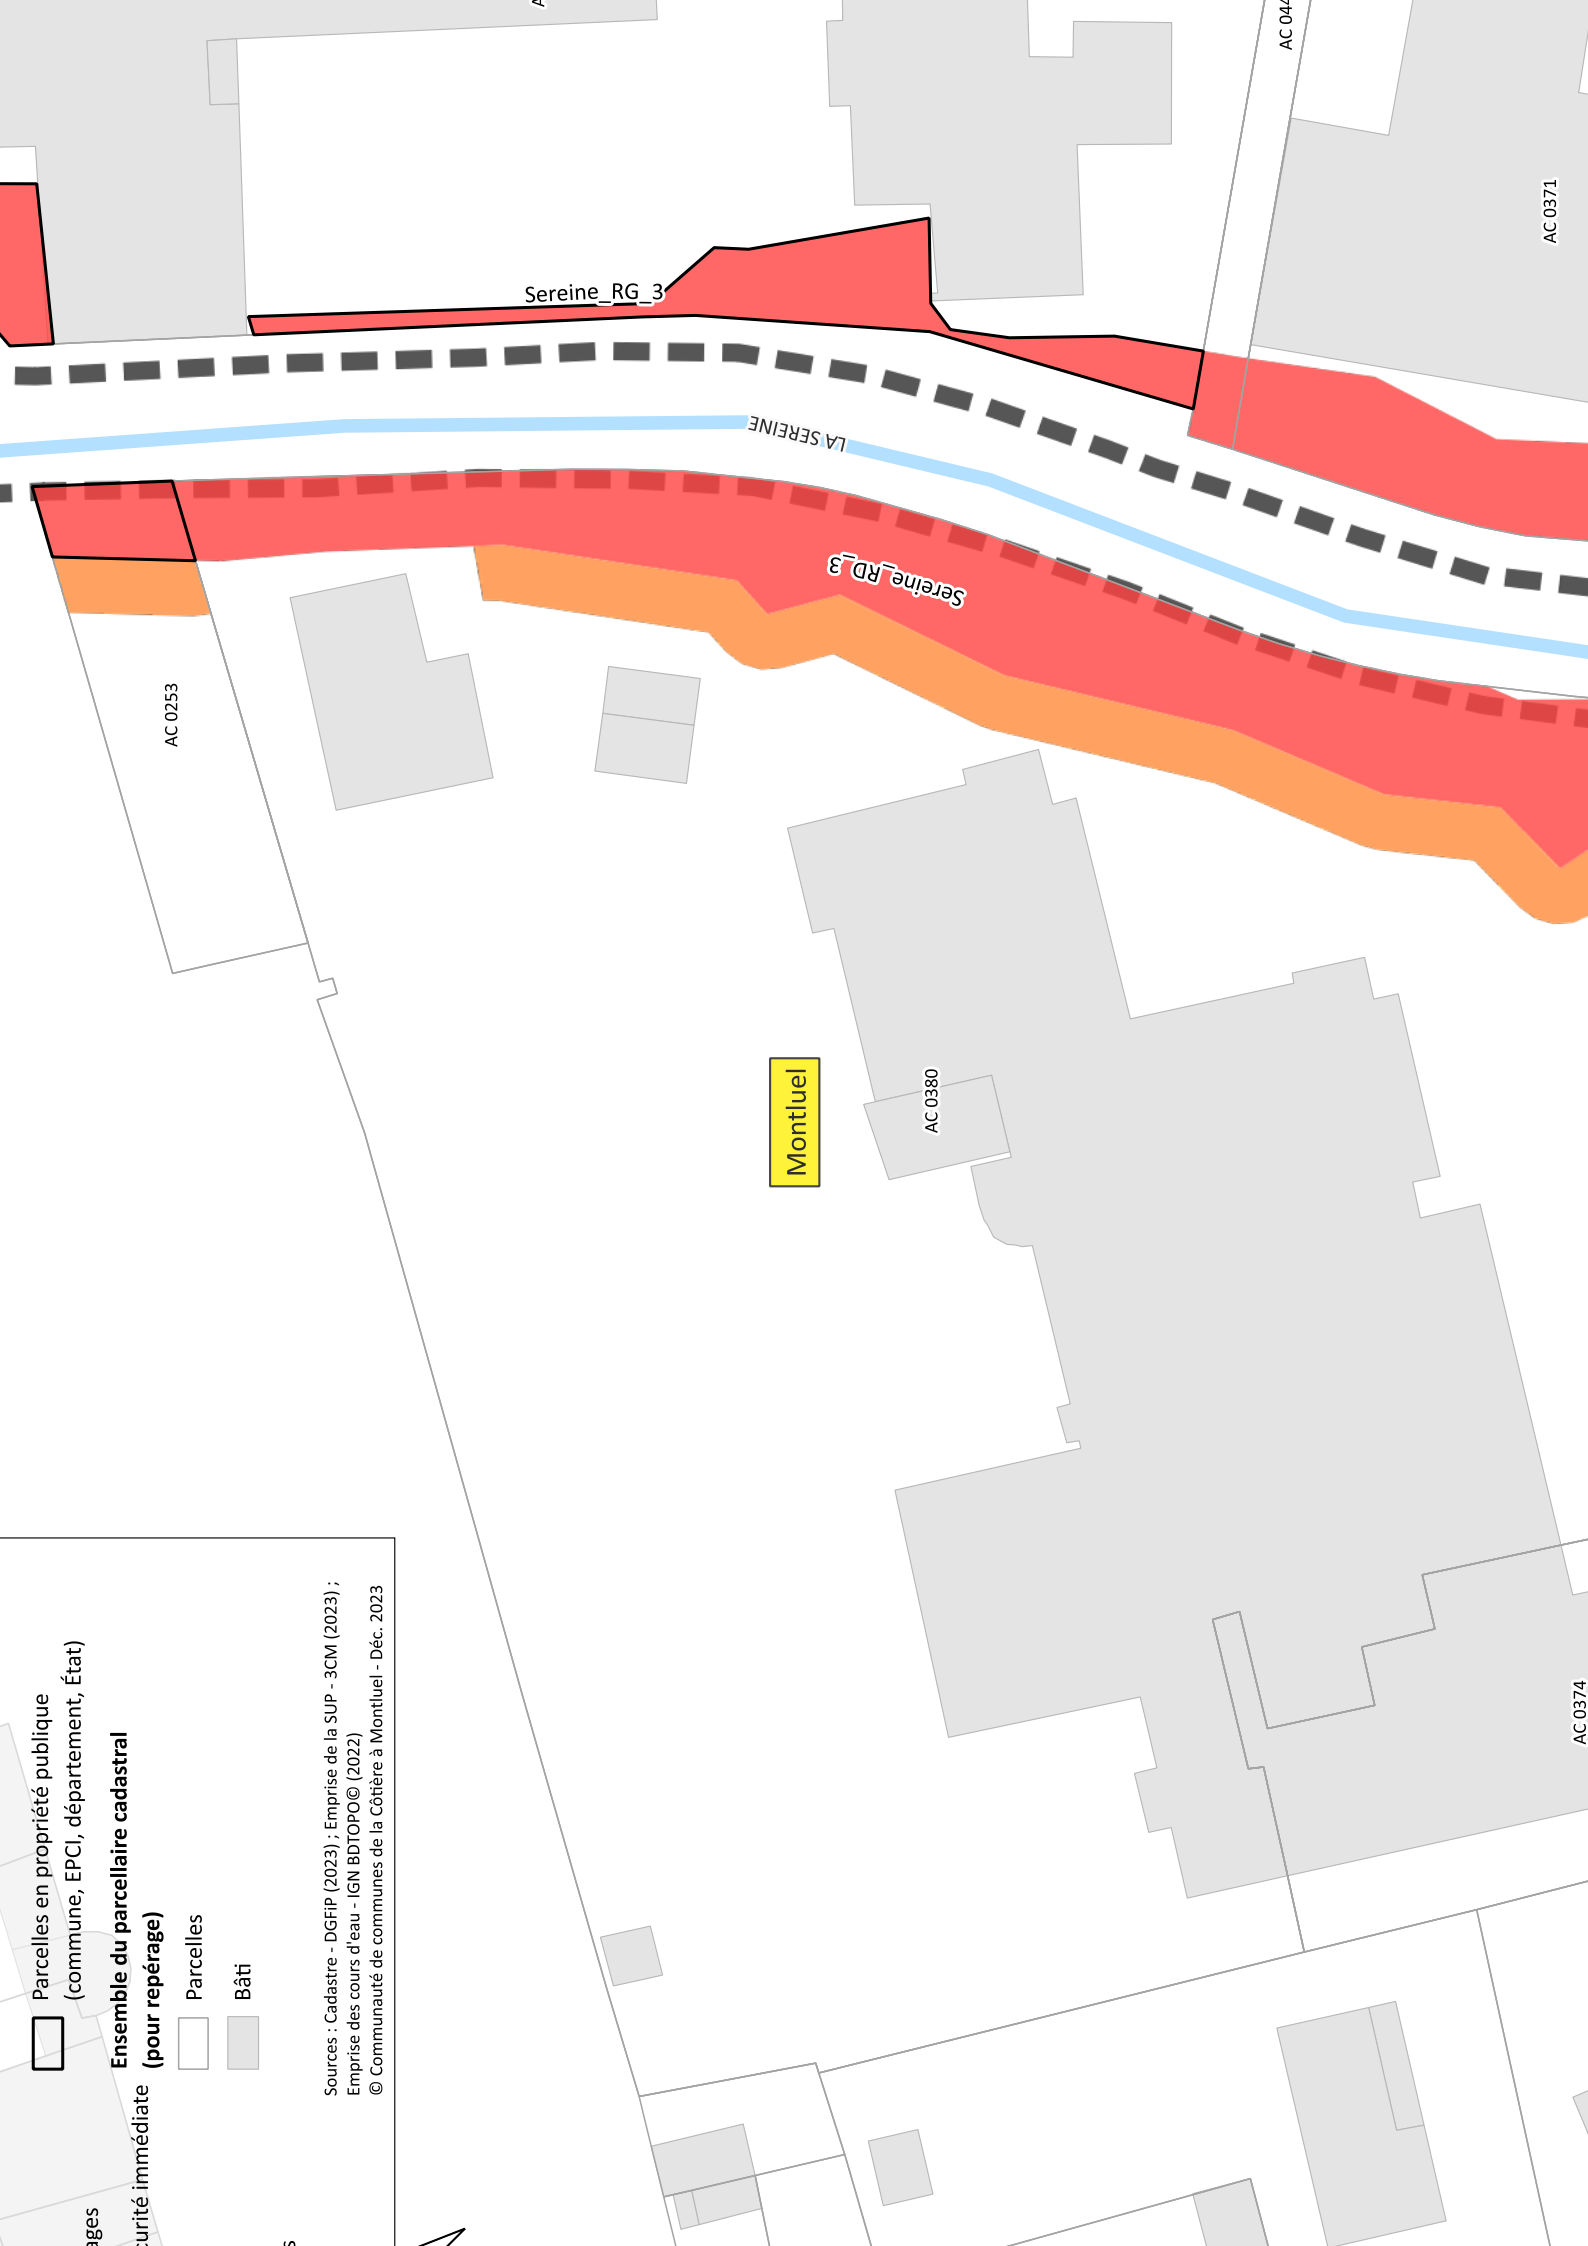 AC 0371
Sereine_RG_3
LA SEREINE
Sereine_RD_3
AC 0253
Montluel
AC 0380
AC 0374
Parcelles en propriété publique
(commune, EPCI, département, État)
Ensemble du parcellaire cadastral
(pour repérage)
Parcelles
Bâti
Sources : Cadastre - DGFiP (2023) ; Emprise de la SUP - 3CM (2023) ;
Emprise des cours d'eau - IGN BDTOPO© (2022)
© Communauté de communes de la Côtière à Montluel - Déc. 2023